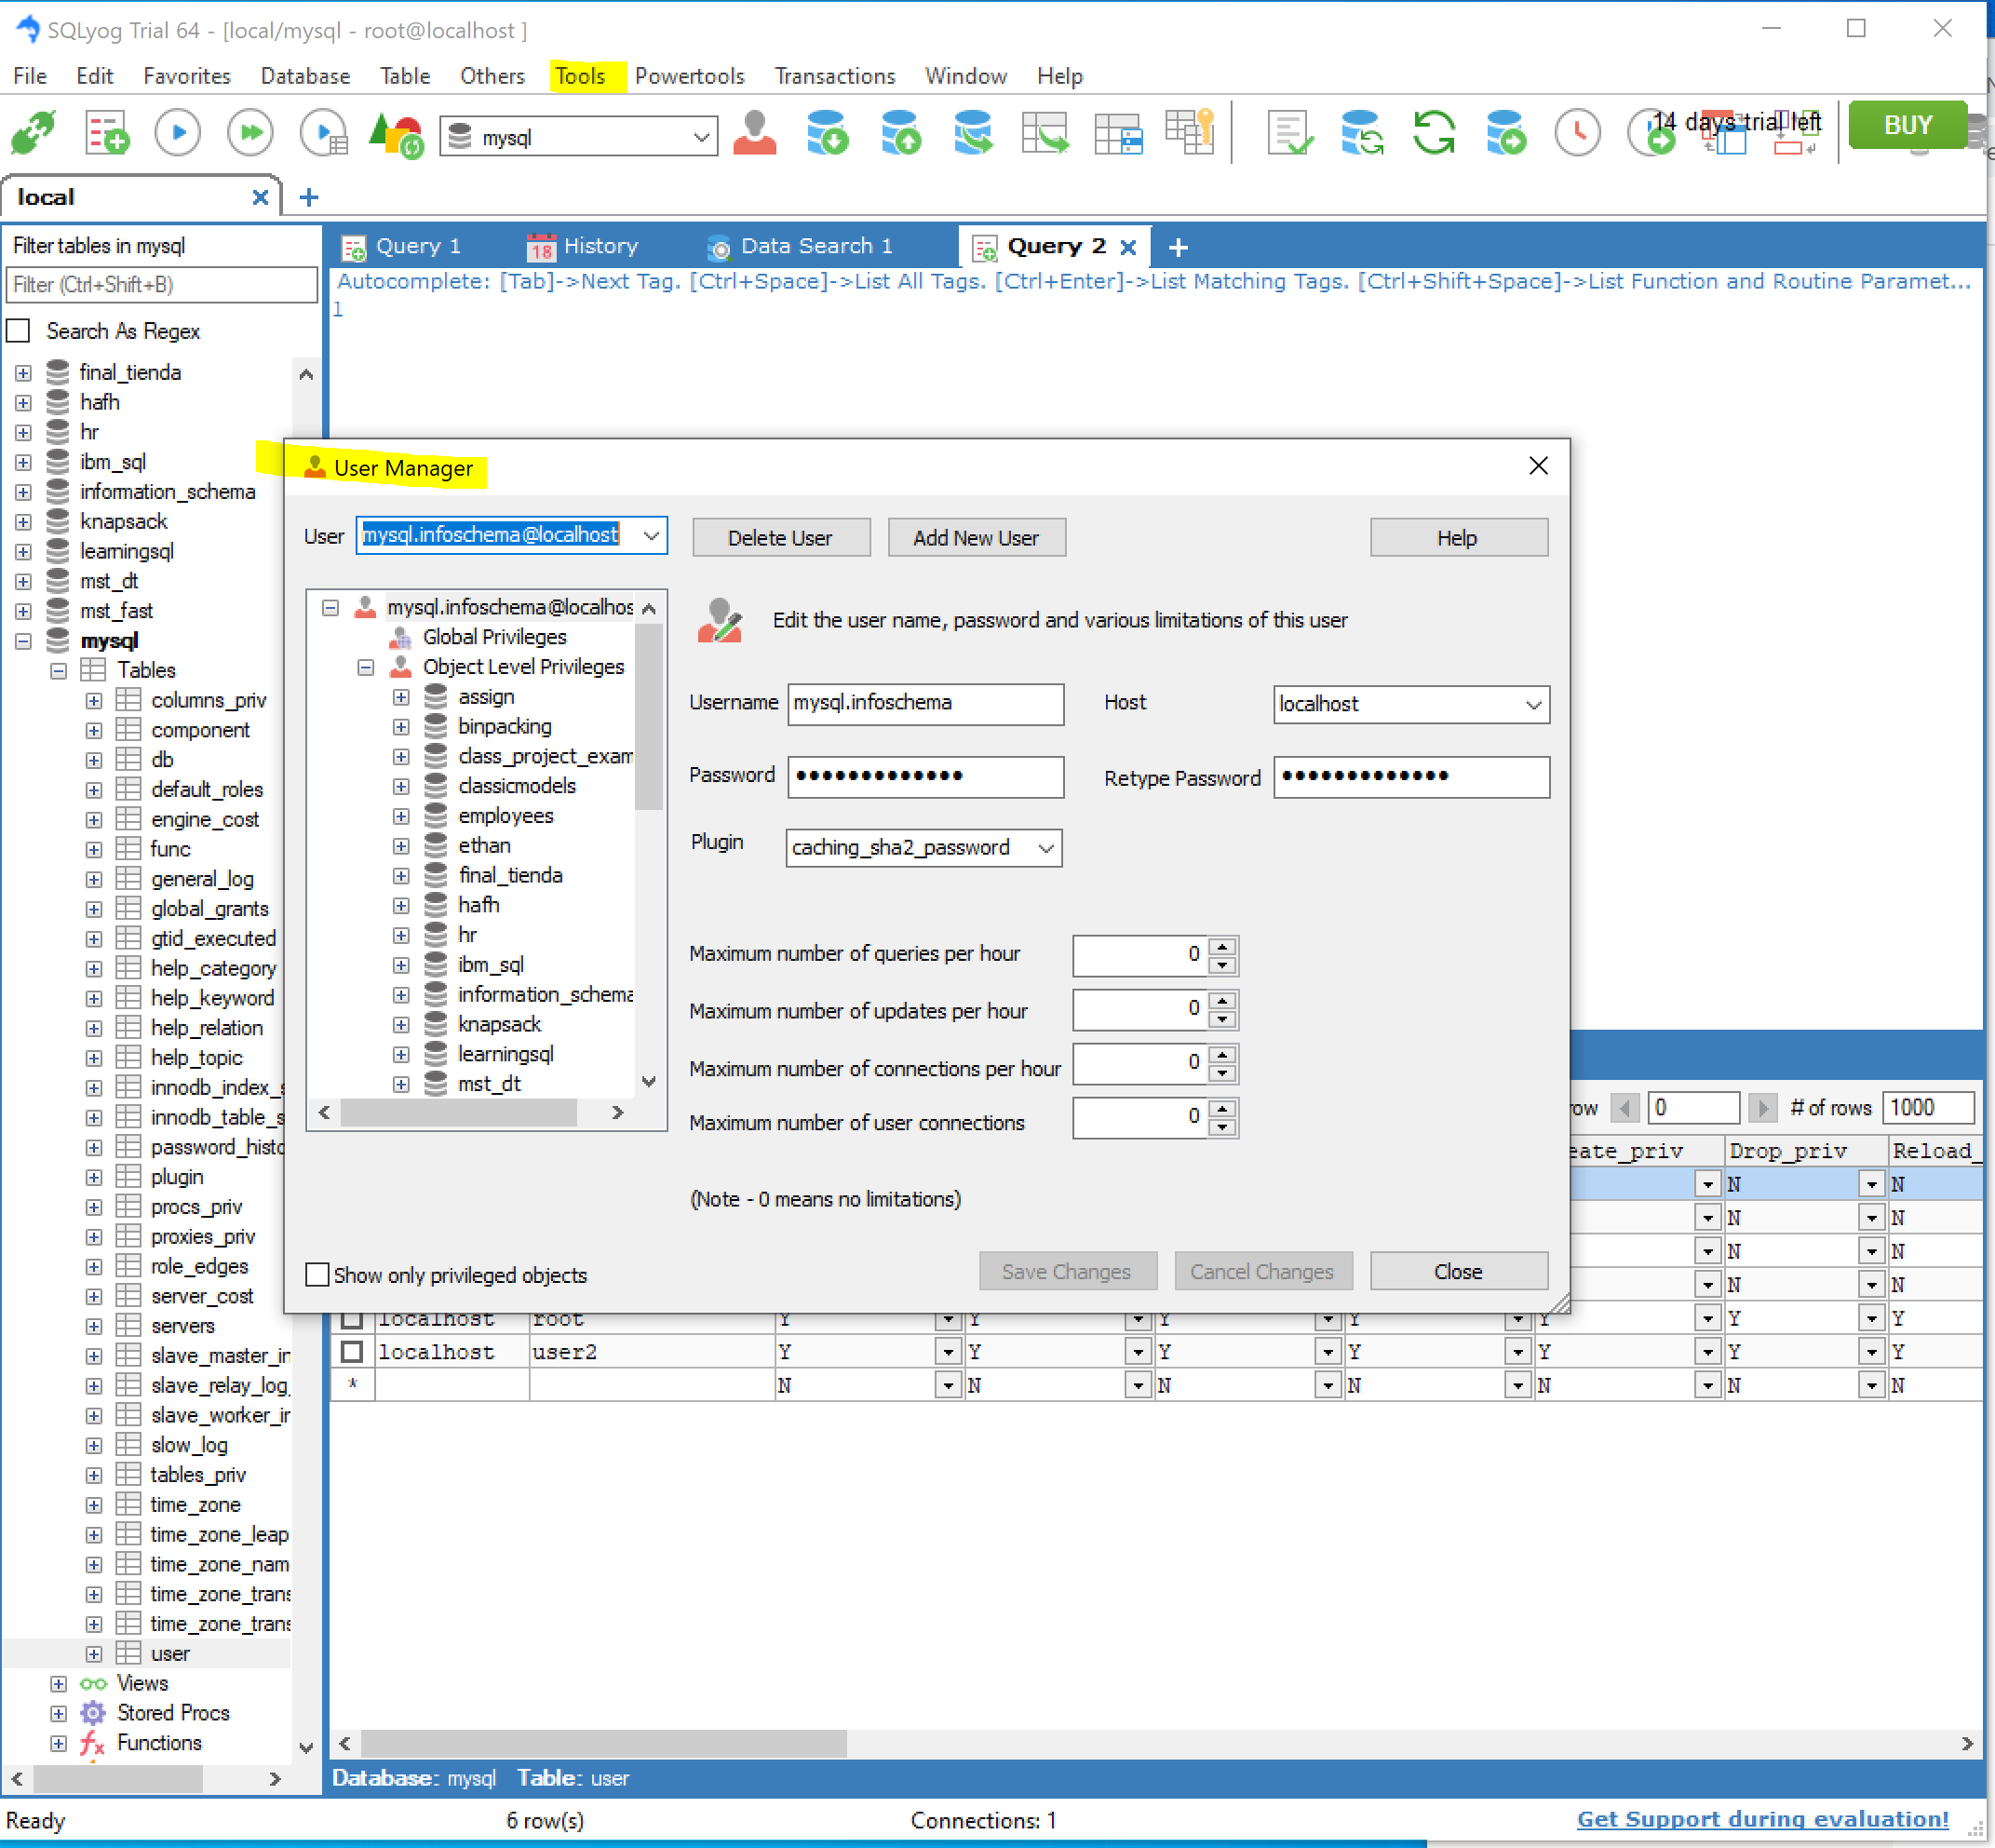 SQLyog Trial 64 - [local/mysql - root@localhost ]
File Edit Favorites Database Table Others Tools Powertools Transactions Window Help
mysql
14 days trial left
BUY
local
Filter tables in mysql
Filter (Ctrl+Shift+B)
Search As Regex
final_tienda
hafh
hr
ibm_sql
information_schema
knapsack
learningsql
mst_dt
mst_fast
mysql
Tables
columns_priv
component
db
default_roles
engine_cost
func
general_log
global_grants
gtid_executed
help_category
help_keyword
help_relation
help_topic
innodb_index_s
innodb_table_s
password_histo
plugin
procs_priv
proxies_priv
role_edges
server_cost
servers
slave_master_in
slave_relay_log_
slave_worker_in
slow_log
tables_priv
time_zone
time_zone_leap
time_zone_nam
time_zone_trans
time_zone_trans
user
Views
Stored Procs
Functions
Query 1 18 History Data Search 1 Query 2
Autocomplete: [Tab]->Next Tag. [Ctrl+Space]->List All Tags. [Ctrl+Enter]->List Matching Tags. [Ctrl+Shift+Space]->List Function and Routine Paramet...
1
User Manager
User mysql.infoschema@localhost Delete User Add New User Help
mysql.infoschema@localhos
Global Privileges
Object Level Privileges
assign
binpacking
class_project_exam
classicmodels
employees
ethan
final_tienda
hafh
hr
ibm_sql
information_schema
knapsack
learningsql
mst_dt
Edit the user name, password and various limitations of this user
Username mysql.infoschema Host localhost
Password ●●●●●●●●●●●●● Retype Password ●●●●●●●●●●●●●
Plugin caching_sha2_password
Maximum number of queries per hour 0
Maximum number of updates per hour 0
Maximum number of connections per hour 0
Maximum number of user connections 0
(Note - 0 means no limitations)
Show only privileged objects Save Changes Cancel Changes Close
row 0 # of rows 1000
eate_priv Drop_priv Reload_
N N
N N
N N
N N
localhost root Y Y Y Y Y Y Y
localhost user2 Y Y Y Y Y Y Y
* N N N N N N N
Database: mysql Table: user
Ready 6 row(s) Connections: 1 Get Support during evaluation!